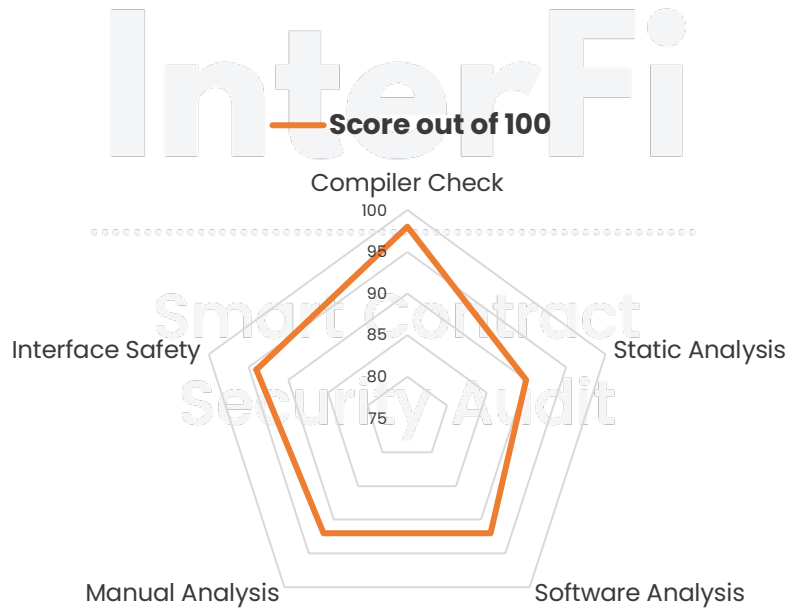 InterFi
Score out of 100
Compiler Check
100
95
90
Smart Contract
85
Interface Safety
Static Analysis
80
Security Audit
75
Manual Analysis
Software Analysis